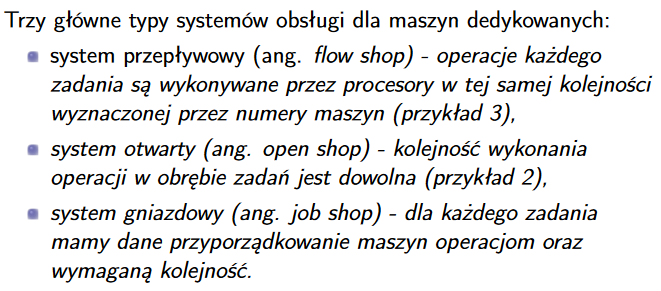 Trzy główne typy systemów obsługi dla maszyn dedykowanych:
system przepływowy (ang. flow shop) - operacje każdego
zadania są wykonywane przez procesory w tej samej kolejności
wyznaczonej przez numery maszyn (przykład 3),
system otwarty (ang. open shop) - kolejność wykonania
operacji w obrębie zadań jest dowolna (przykład 2),
system gniazdowy (ang. job shop) - dla każdego zadania
mamy dane przyporządkowanie maszyn operacjom oraz
wymaganą kolejność.